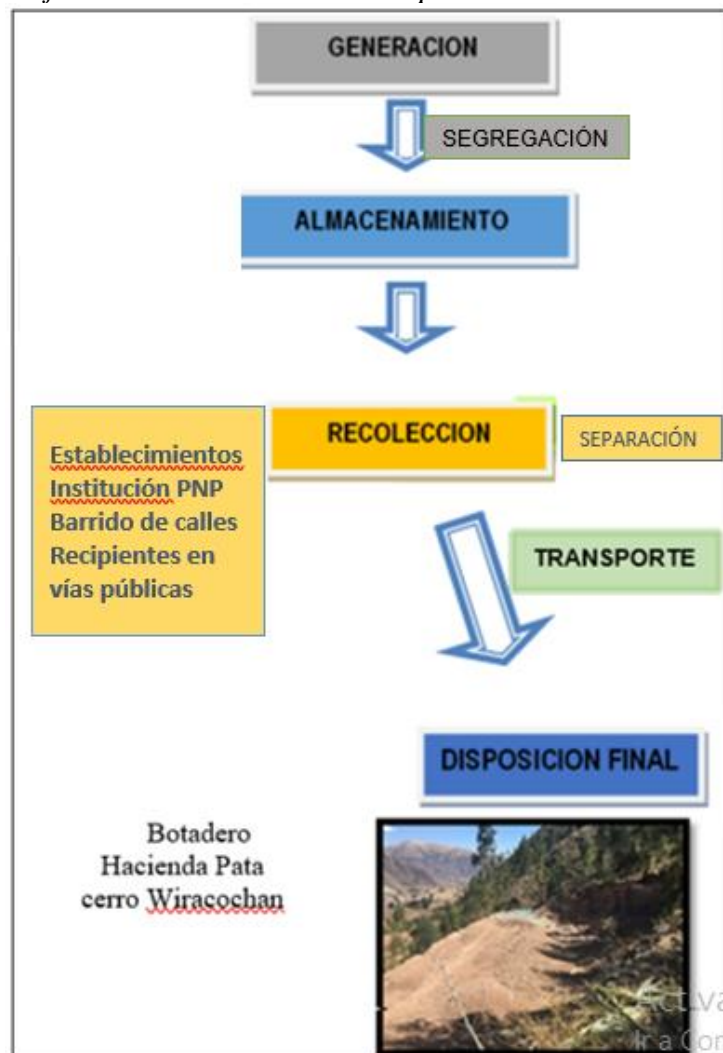 GENERACION
SEGREGACIÓN
ALMACENAMIENTO
RECOLECCION
SEPARACIÓN
Establecimientos
Institución PNP
Barrido de calles
Recipientes en
vías públicas
TRANSPORTE
DISPOSICION FINAL
Botadero
Hacienda Pata
cerro Wiracochan
Ir a